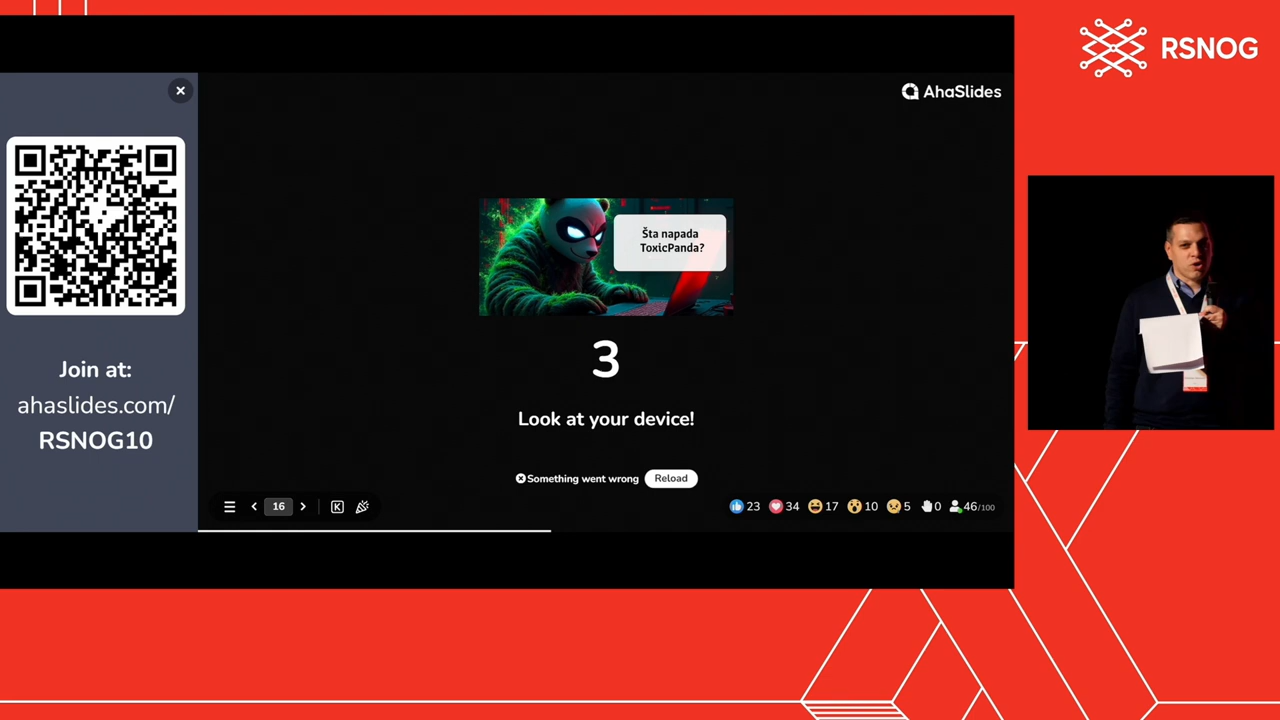 RSNOG
AhaSlides
Šta napada
ToxicPanda?
3
Look at your device!
Something went wrong
Reload
Join at:
ahaslides.com/
RSNOG10
16
K
23
34
17
10
5
0
46/100